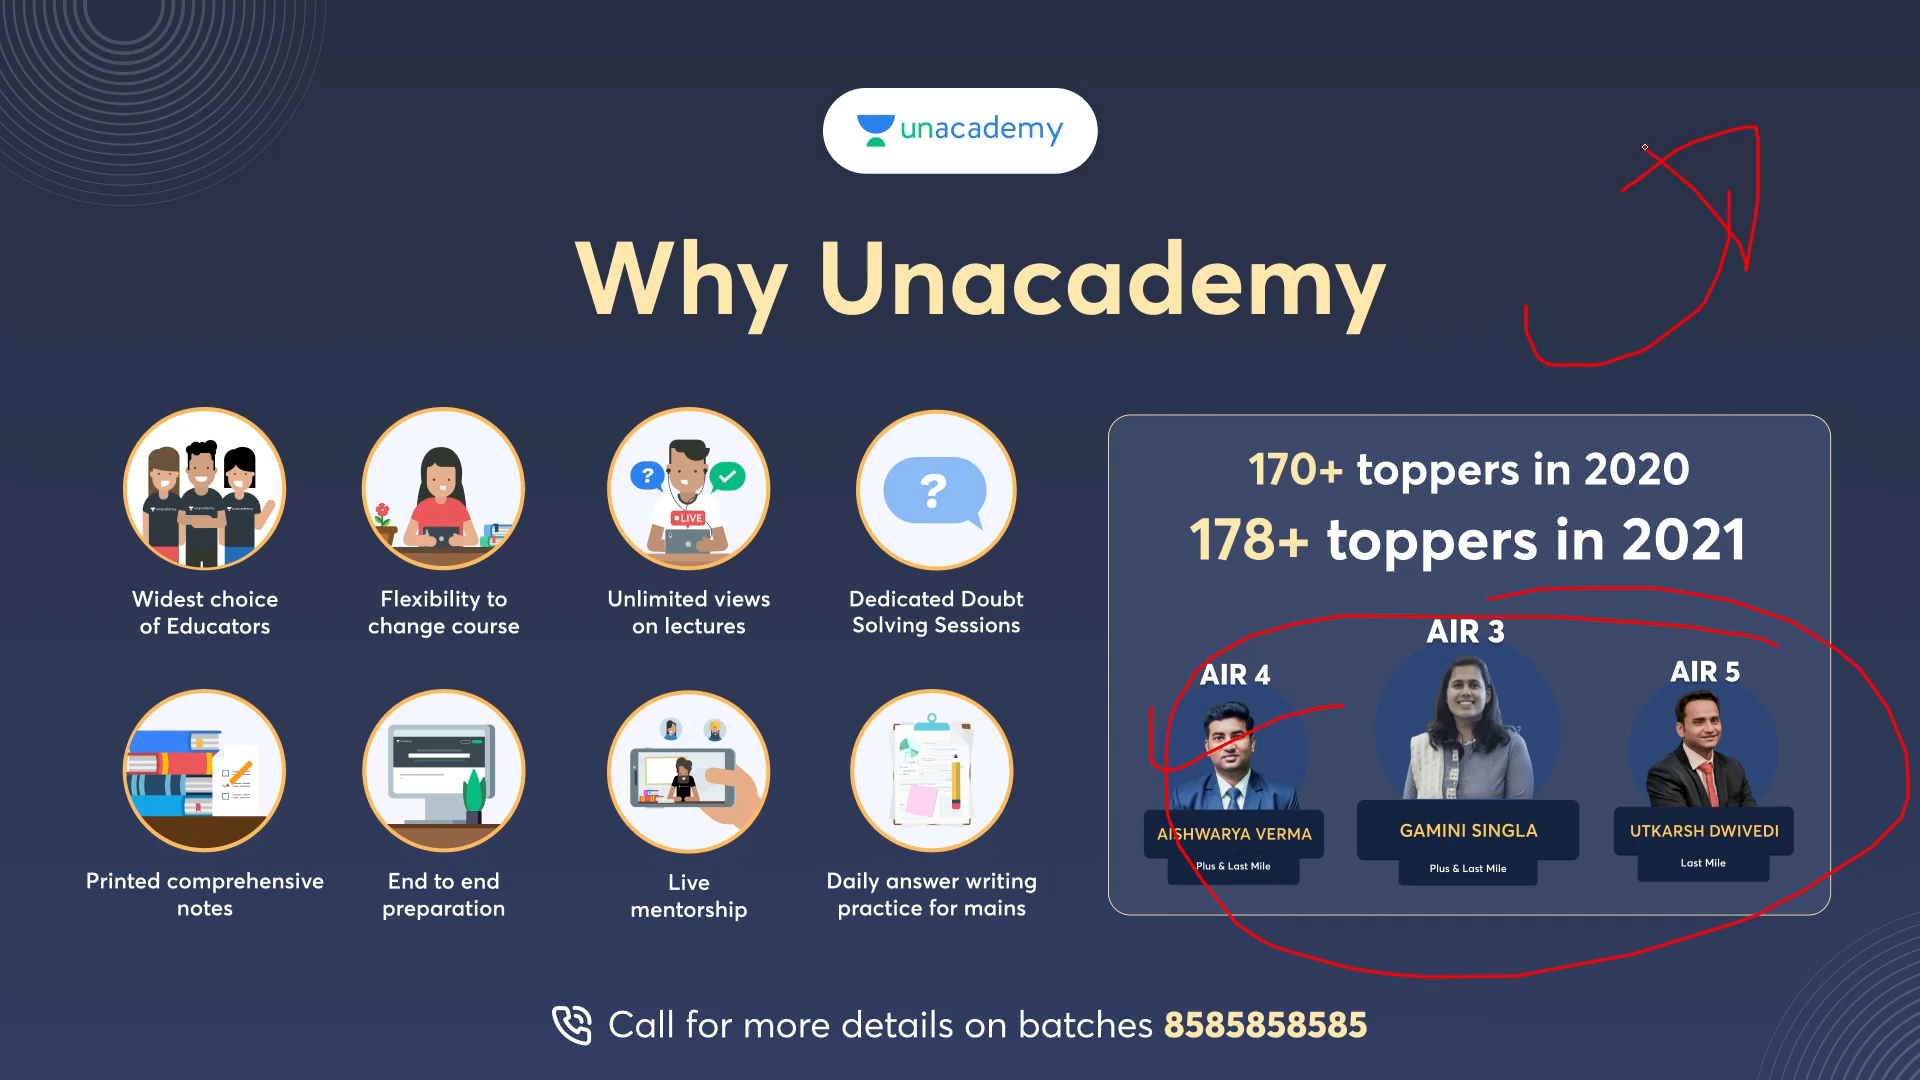 unacademy
Why Unacademy
Widest choice
of Educators
Flexibility to
change course
? LIVE
Unlimited views
on lectures
?
Dedicated Doubt
Solving Sessions
Printed comprehensive
notes
End to end
preparation
Live
mentorship
Daily answer writing
practice for mains
170+ toppers in 2020
178+ toppers in 2021
AIR 4
AISHWARYA VERMA
Plus & Last Mile
AIR 3
GAMINI SINGLA
Plus & Last Mile
AIR 5
UTKARSH DWIVEDI
Last Mile
Call for more details on batches 8585858585